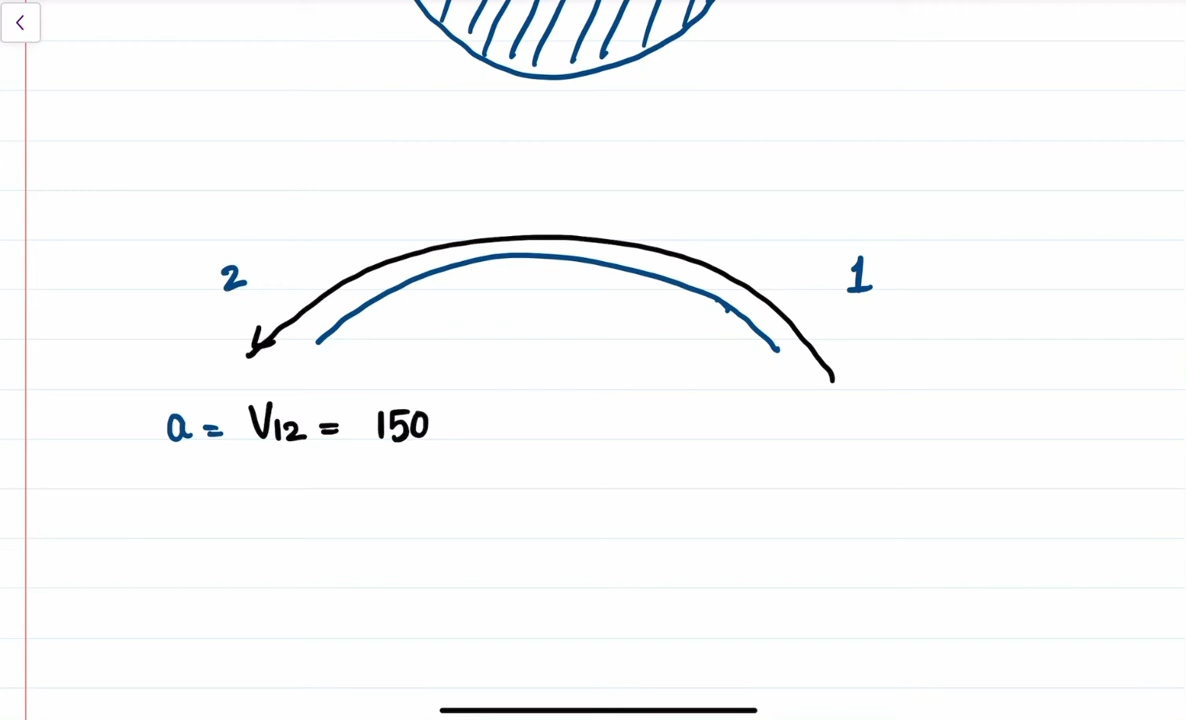 2 1
a = V12 = 150